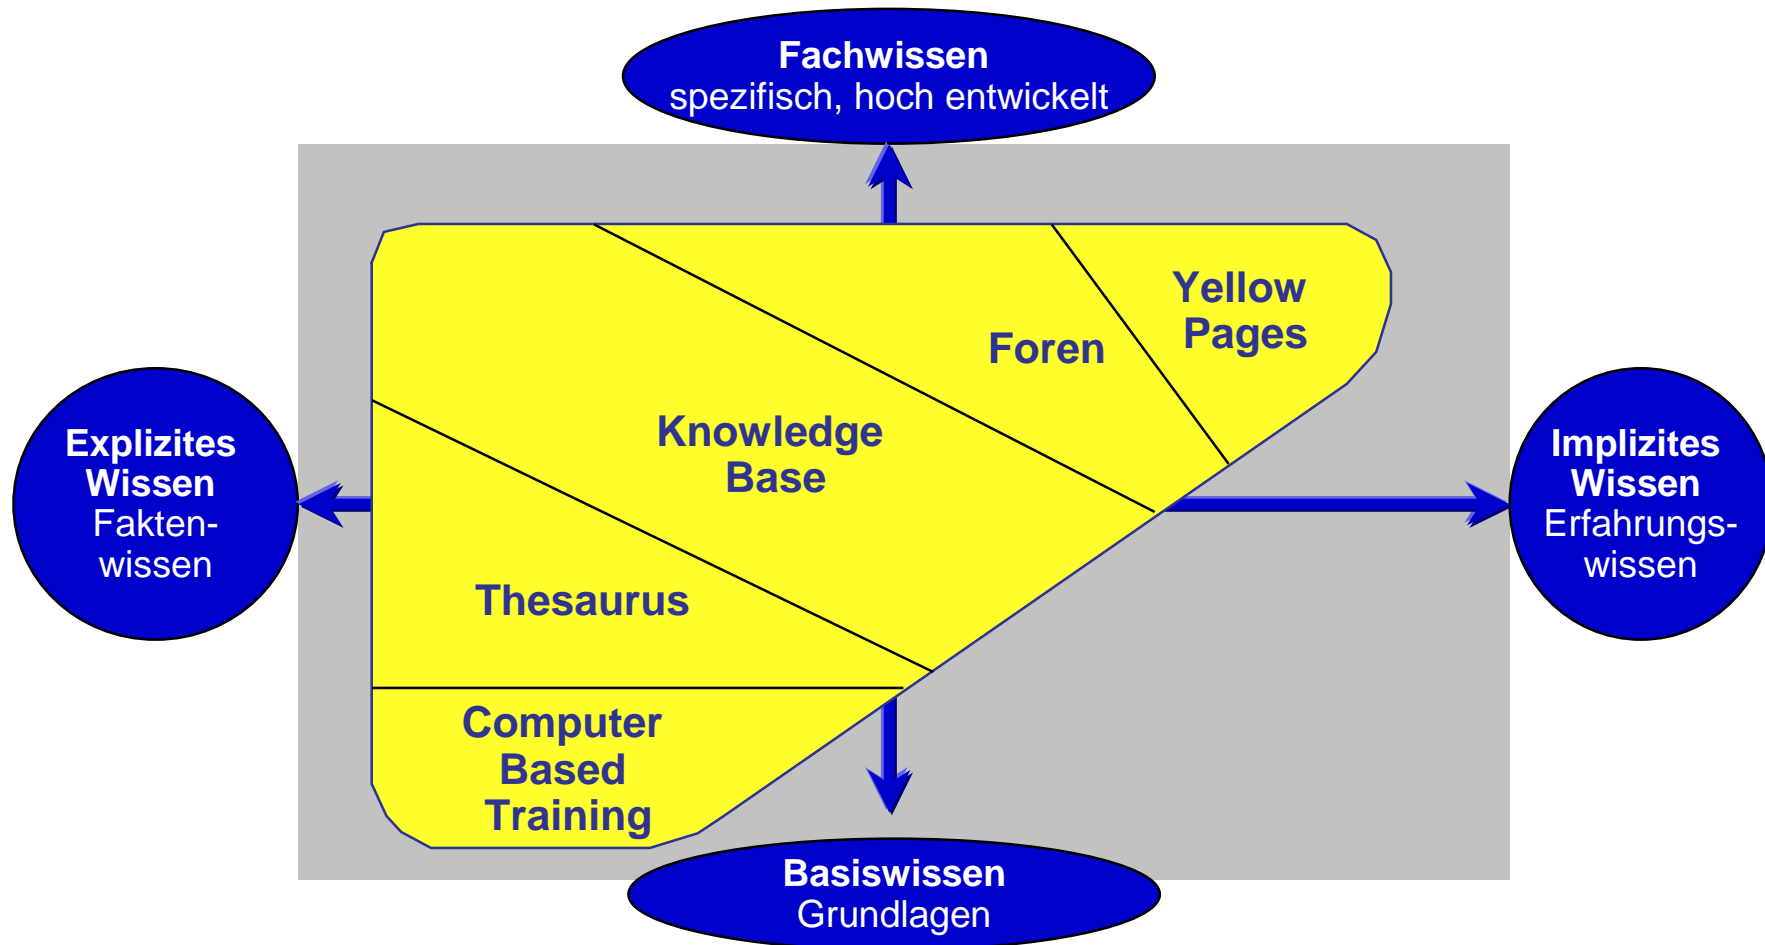 Fachwissen
spezifisch, hoch entwickelt
Yellow
Pages
Foren
Knowledge
Base
Explizites
Wissen
Fakten-
wissen
Implizites
Wissen
Erfahrungs-
wissen
Thesaurus
Computer
Based
Training
Basiswissen
Grundlagen